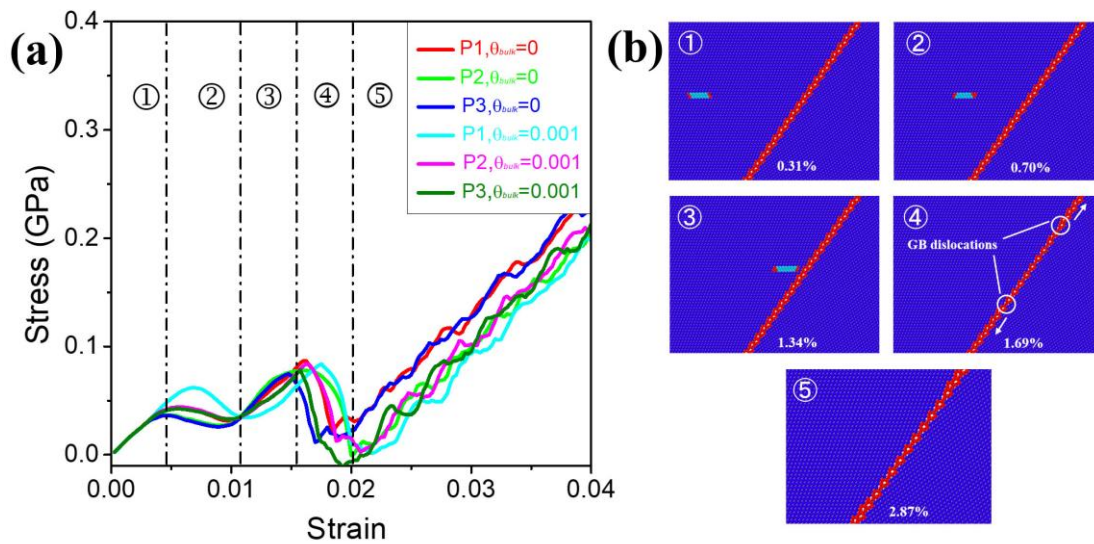 (a)
Stress (GPa)
0.4
0.3
0.2
0.1
0.0
① ② ③ ④ ⑤
P1,θbulk=0
P2,θbulk=0
P3,θbulk=0
P1,θbulk=0.001
P2,θbulk=0.001
P3,θbulk=0.001
0.00 0.01 0.02 0.03 0.04
Strain
(b)
①
0.31%
②
0.70%
③
1.34%
④
GB dislocations
1.69%
⑤
2.87%